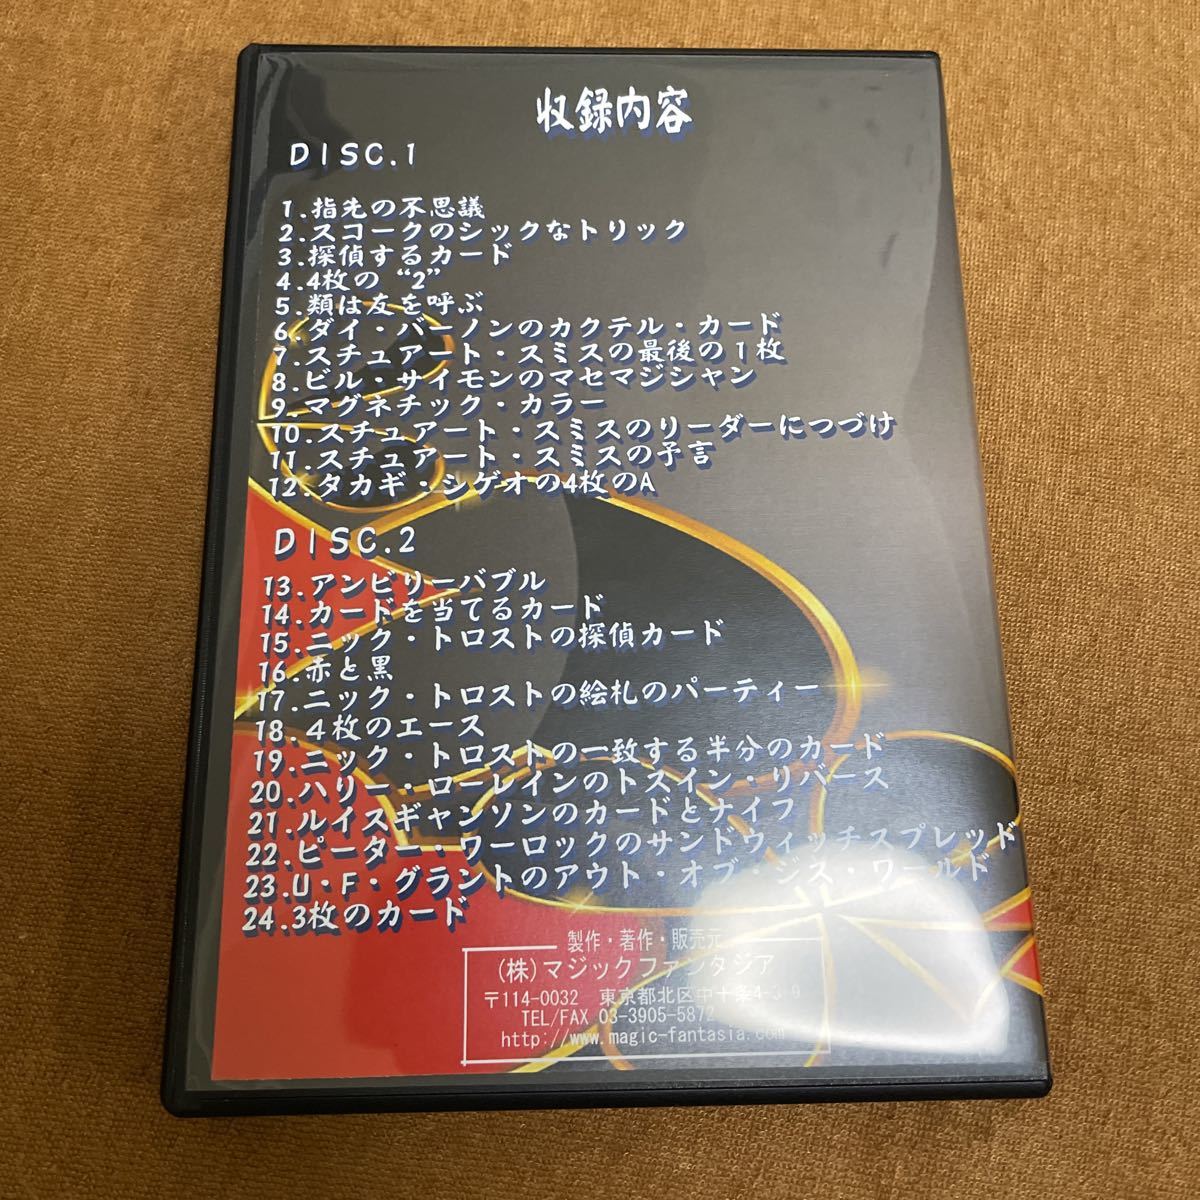 収録内容
DISC.1
1.指先の不思議
2.スコークのシックなトリック
3.探偵するカード
4.4枚の“2”
5.類は友を呼ぶ
6.ダイ・バーノンのカクテル・カード
7.スチュアート・スミスの最後の1枚
8.ビル・サイモンのマセマジシャン
9.マグネチック・カラー
10.スチュアート・スミスのリーダーにつづけ
11.スチュアート・スミスの予言
12.タカギ・シゲオの4枚のA
DISC.2
13.アンビリーバブル
14.カードを当てるカード
15.ニック・トロストの探偵カード
16.赤と黒
17.ニック・トロストの絵札のパーティー
18.4枚のエース
19.ニック・トロストの一致する半分のカード
20.ハリー・ローレインのトスイン・リバース
21.ルイスギャンソンのカードとナイフ
22.ピーター・ワーロックのサンドウィッチスプレッド
23.U・F・グラントのアウト・オブ・ジス・ワールド
24.3枚のカード
製作・著作・販売元
(株)マジックファンタジア
〒114-0032 東京都北区中十条4-3-9
TEL/FAX 03-3905-5872
http://www.magic-fantasia.com